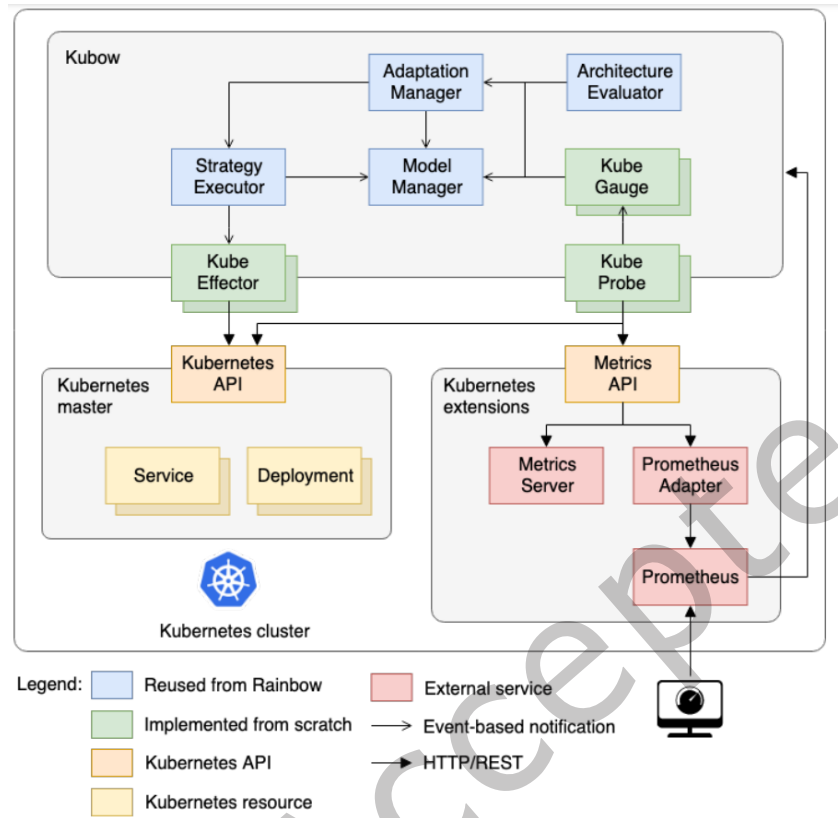 Kubow
Adaptation
Manager
Architecture
Evaluator
Strategy
Executor
Model
Manager
Kube
Gauge
Kube
Effector
Kube
Probe
Kubernetes
API
Metrics
API
Kubernetes
master
Kubernetes
extensions
Service
Deployment
Metrics
Server
Prometheus
Adapter
Prometheus
Kubernetes cluster
Legend:
Reused from Rainbow
External service
Implemented from scratch
Event-based notification
Kubernetes API
HTTP/REST
Kubernetes resource
Accepte